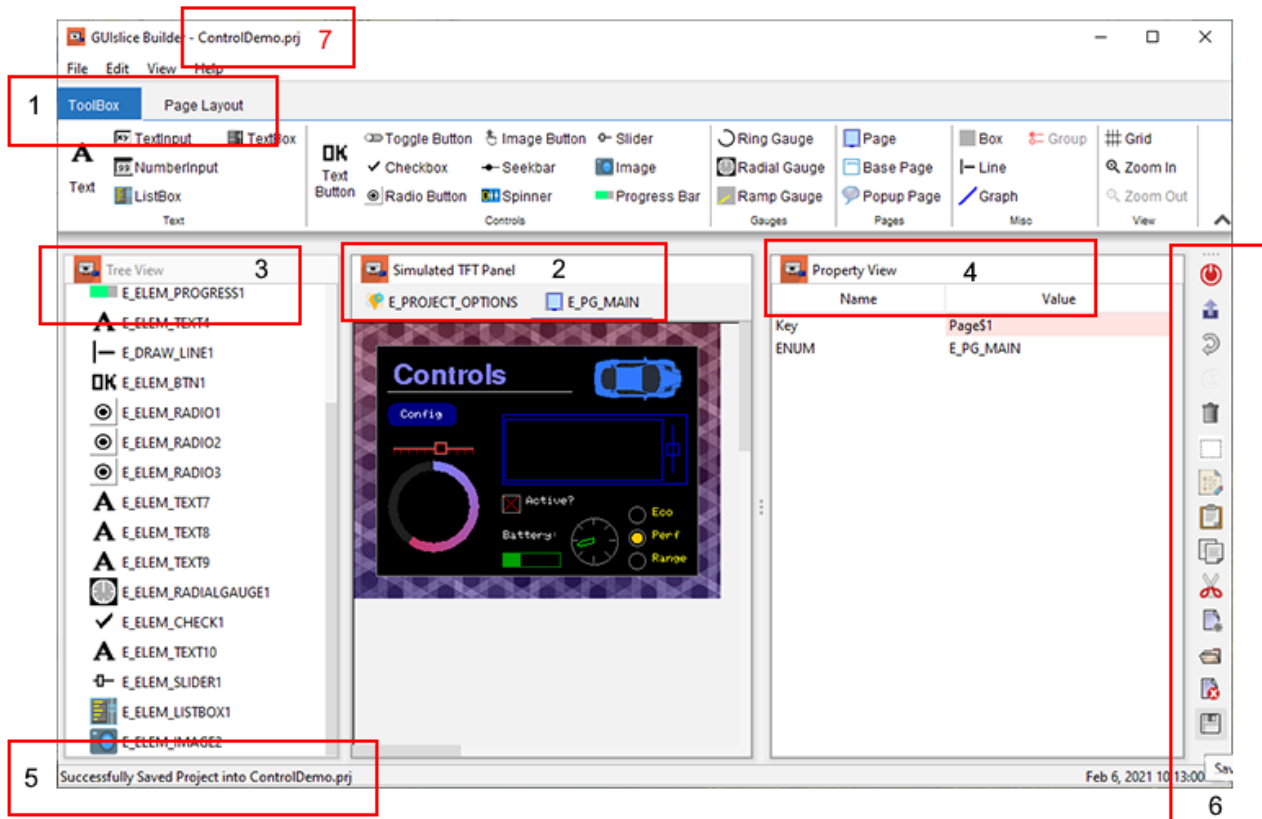 GUIslice Builder - ControlDemo.prj 7
File Edit View Help
1 ToolBox Page Layout
Text
TextInput TextBox
NumberInput
ListBox
Text
OK
Text Button
Toggle Button Image Button Slider
Checkbox Seekbar Image
Radio Button Spinner Progress Bar
Controls
Ring Gauge
Radial Gauge
Ramp Gauge
Gauges
Page
Base Page
Popup Page
Pages
Box Group
Line
Graph
Misc
Grid
Zoom In
Zoom Out
View
Tree View 3
E_ELEM_PROGRESS1
E_ELEM_TEXT4
E_DRAW_LINE1
OK E_ELEM_BTN1
E_ELEM_RADIO1
E_ELEM_RADIO2
E_ELEM_RADIO3
A E_ELEM_TEXT7
A E_ELEM_TEXT8
A E_ELEM_TEXT9
E_ELEM_RADIALGAUGE1
E_ELEM_CHECK1
A E_ELEM_TEXT10
E_ELEM_SLIDER1
E_ELEM_LISTBOX1
E_ELEM_IMAGE2
Simulated TFT Panel 2
E_PROJECT_OPTIONS E_PG_MAIN
Controls
Config
Active?
Battery:
Eco
Perf
Range
Property View 4
Name Value
Key Page$1
ENUM E_PG_MAIN
5 Successfully Saved Project into ControlDemo.prj
Feb 6, 2021 10:13:00
Sav
6